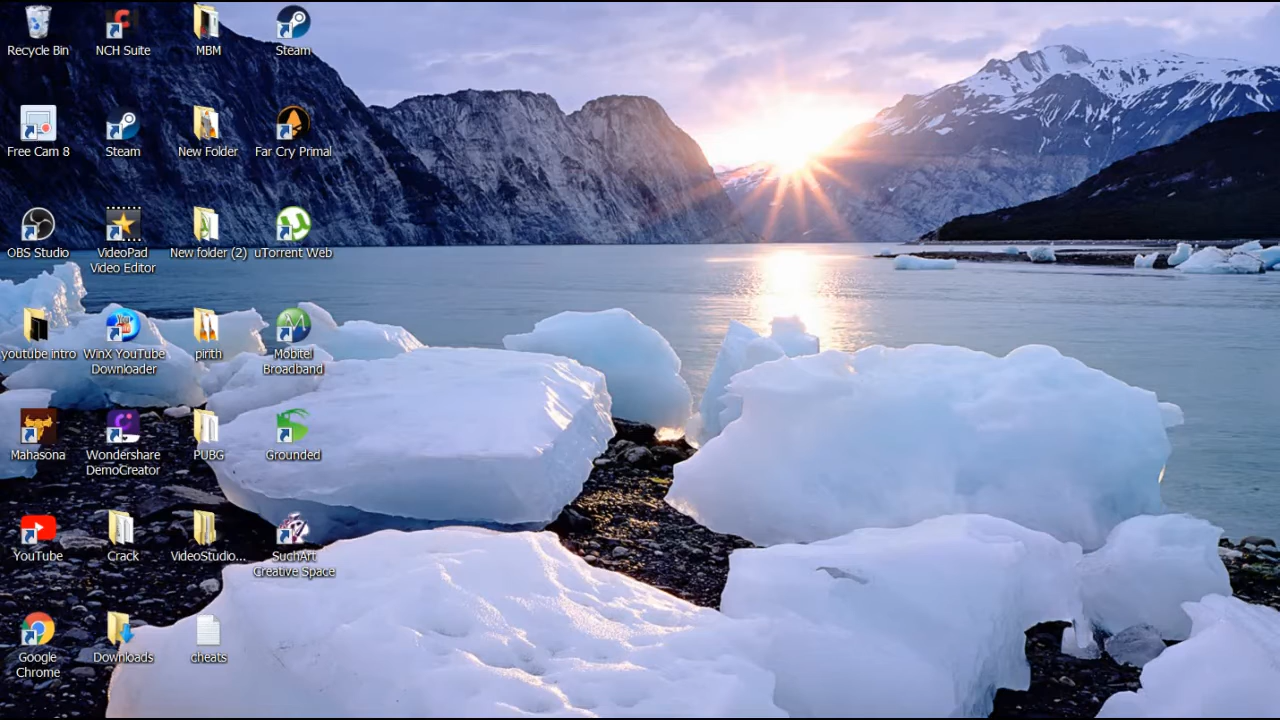 Recycle Bin
NCH Suite
MBM
Steam
Free Cam 8
Steam
New Folder
Far Cry Primal
OBS Studio
VideoPad
Video Editor
New folder (2)
uTorrent Web
youtube intro
WinX YouTube
Downloader
pirith
Mobitel
Broadband
Mahasona
Wondershare
DemoCreator
PUBG
Grounded
YouTube
Crack
VideoStudio...
SuchArt
Creative Space
Google
Chrome
Downloads
cheats